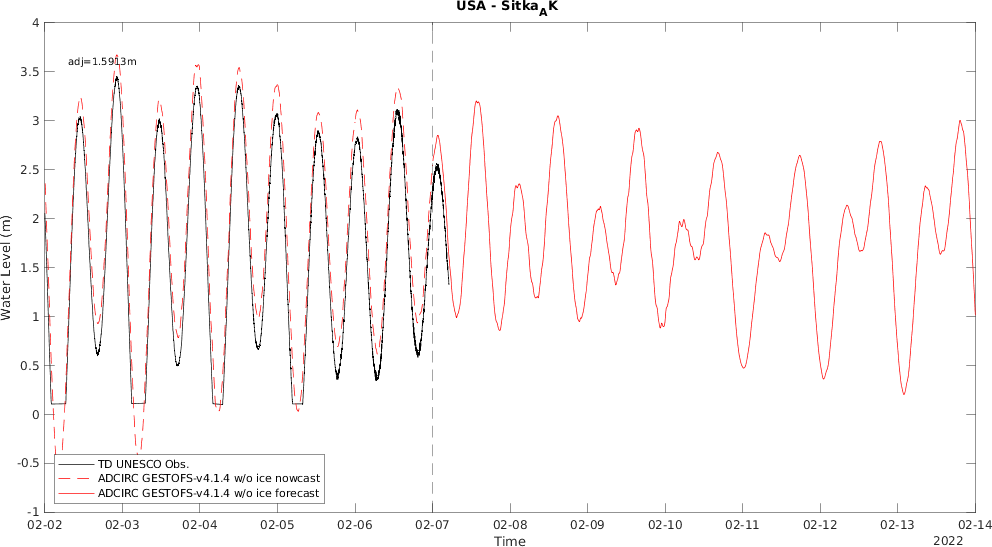 USA - Sitka_AK
adj=1.5913m
Water Level (m)
4
3.5
3
2.5
2
1.5
1
0.5
0
-0.5
-1
TD UNESCO Obs.
ADCIRC GESTOFS-v4.1.4 w/o ice nowcast
ADCIRC GESTOFS-v4.1.4 w/o ice forecast
02-02 02-03 02-04 02-05 02-06 02-07 02-08 02-09 02-10 02-11 02-12 02-13 02-14
Time
2022